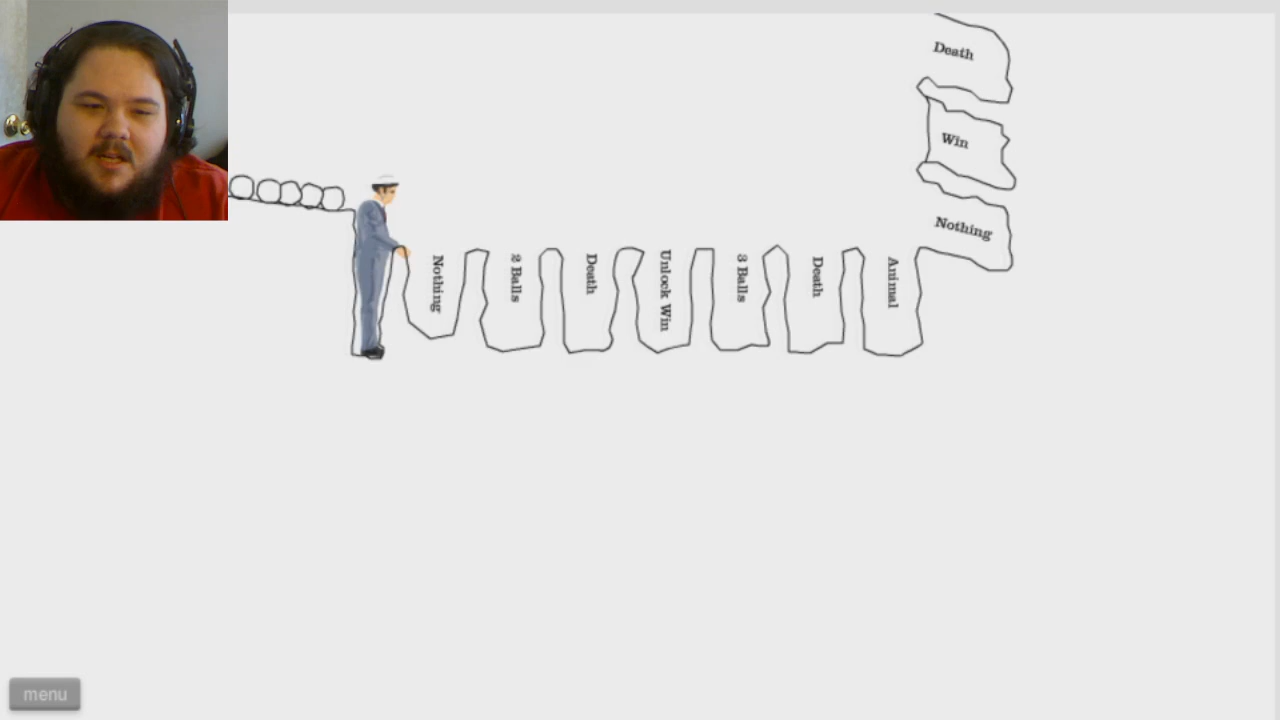 Death
Win
Nothing
Nothing
2 Balls
Death
Unlock Win
3 Balls
Death
Animal
menu